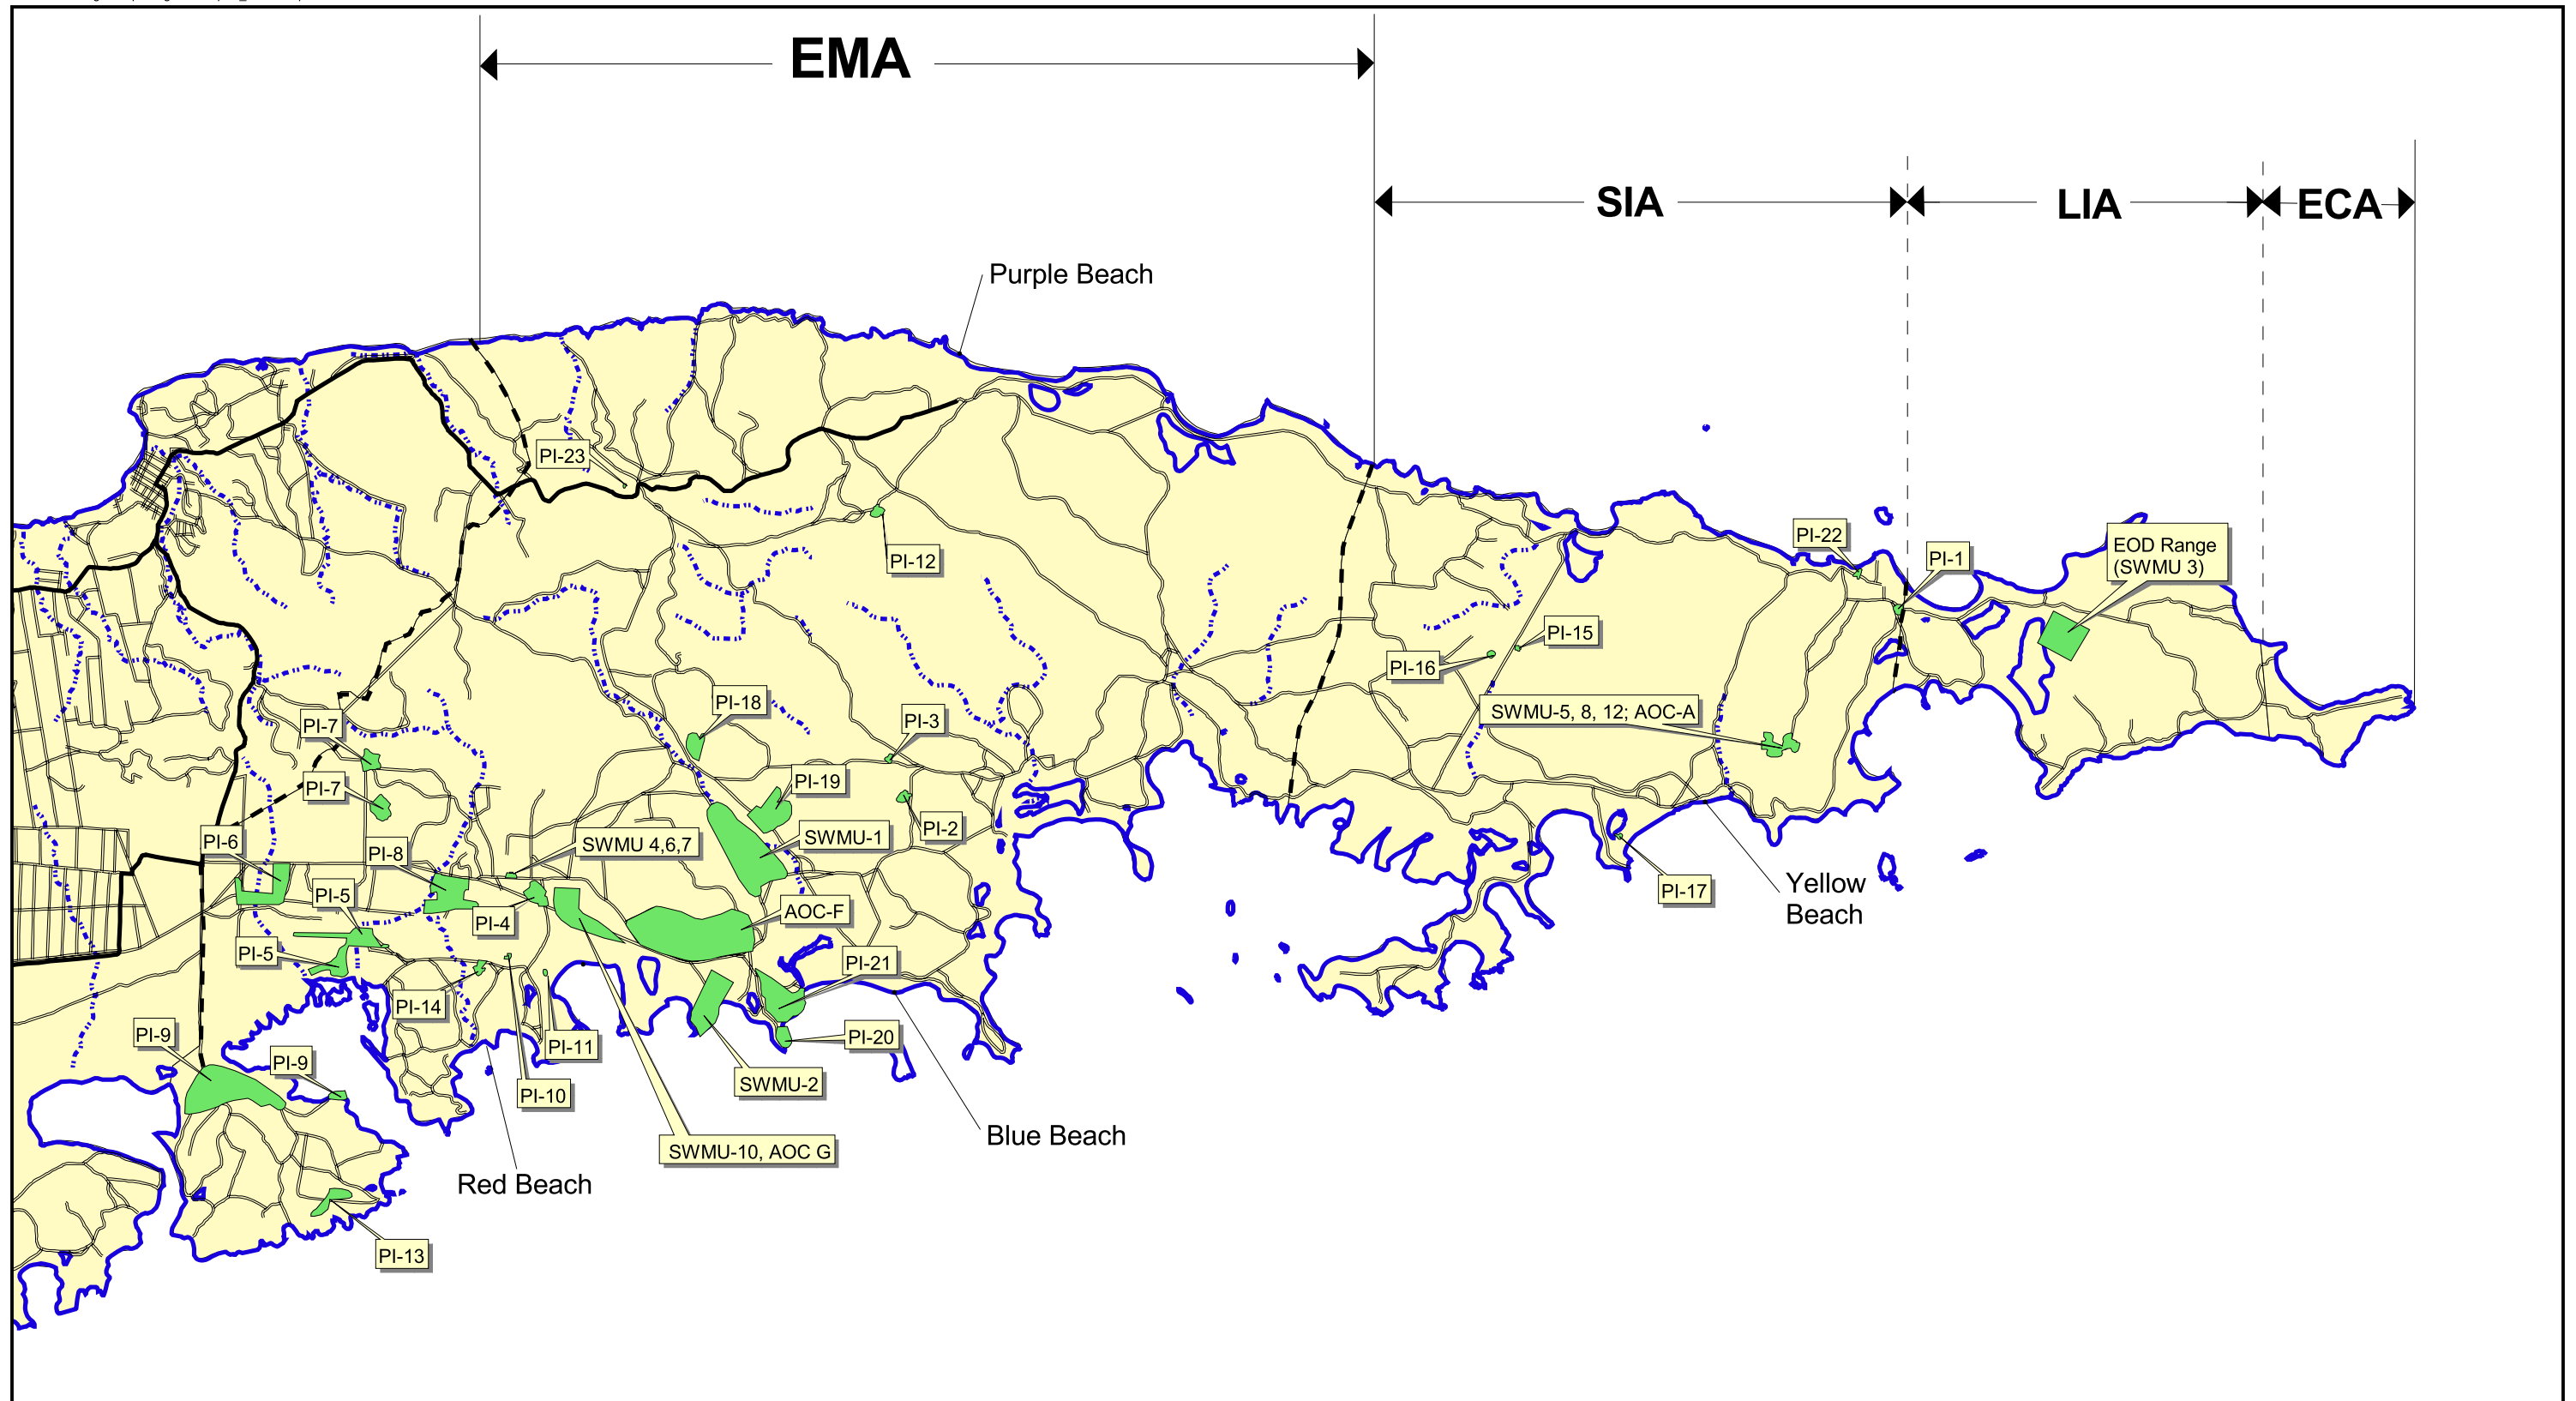 EMA
SIA
LIA
ECA
Purple Beach
PI-23
PI-12
PI-22
PI-1
EOD Range
(SWMU 3)
PI-15
PI-16
PI-18
PI-3
SWMU-5, 8, 12; AOC-A
PI-7
PI-7
PI-19
PI-2
PI-6
PI-8
SWMU 4,6,7
SWMU-1
PI-5
PI-4
AOC-F
PI-17
Yellow
Beach
PI-5
PI-21
PI-14
PI-9
PI-9
PI-11
PI-20
PI-10
SWMU-2
SWMU-10, AOC G
Blue Beach
Red Beach
PI-13